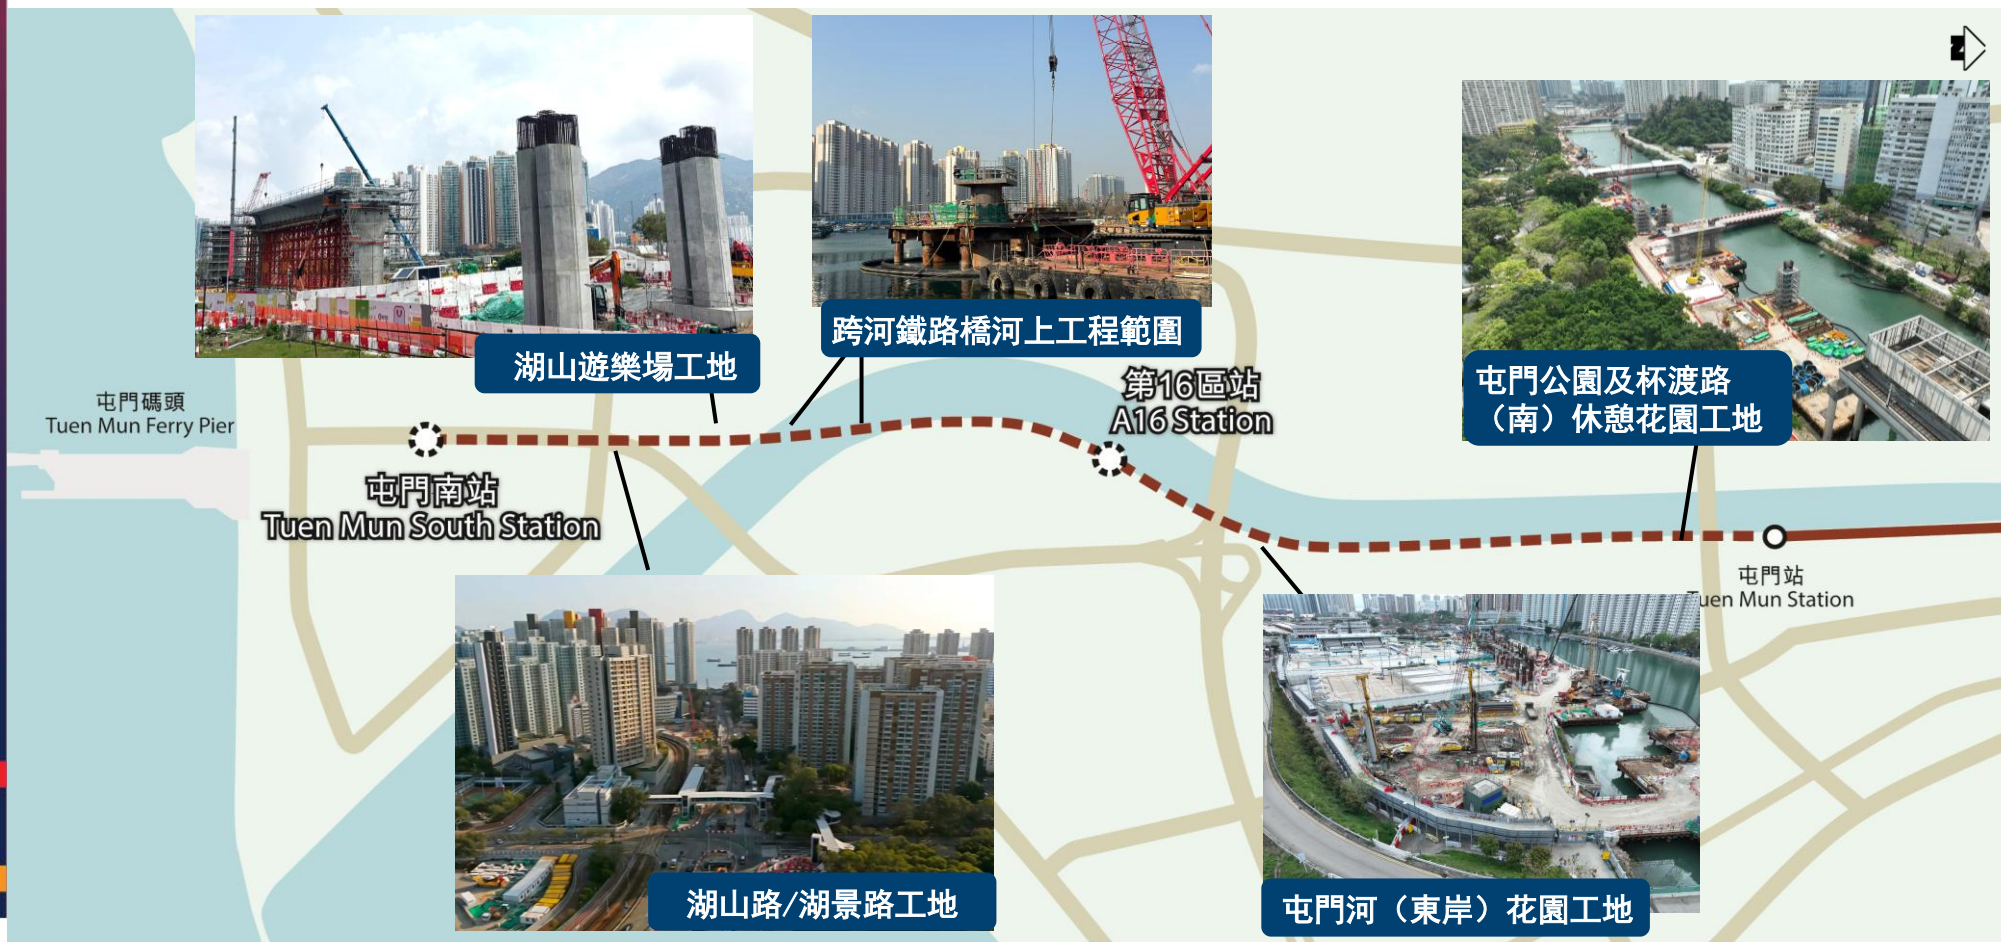 湖山遊樂場工地
跨河鐵路橋河上工程範圍
屯門公園及杯渡路
（南）休憩花園工地
屯門碼頭
Tuen Mun Ferry Pier
屯門南站
Tuen Mun South Station
第16區站
A16 Station
屯門站
uen Mun Station
湖山路/湖景路工地
屯門河（東岸）花園工地
Z